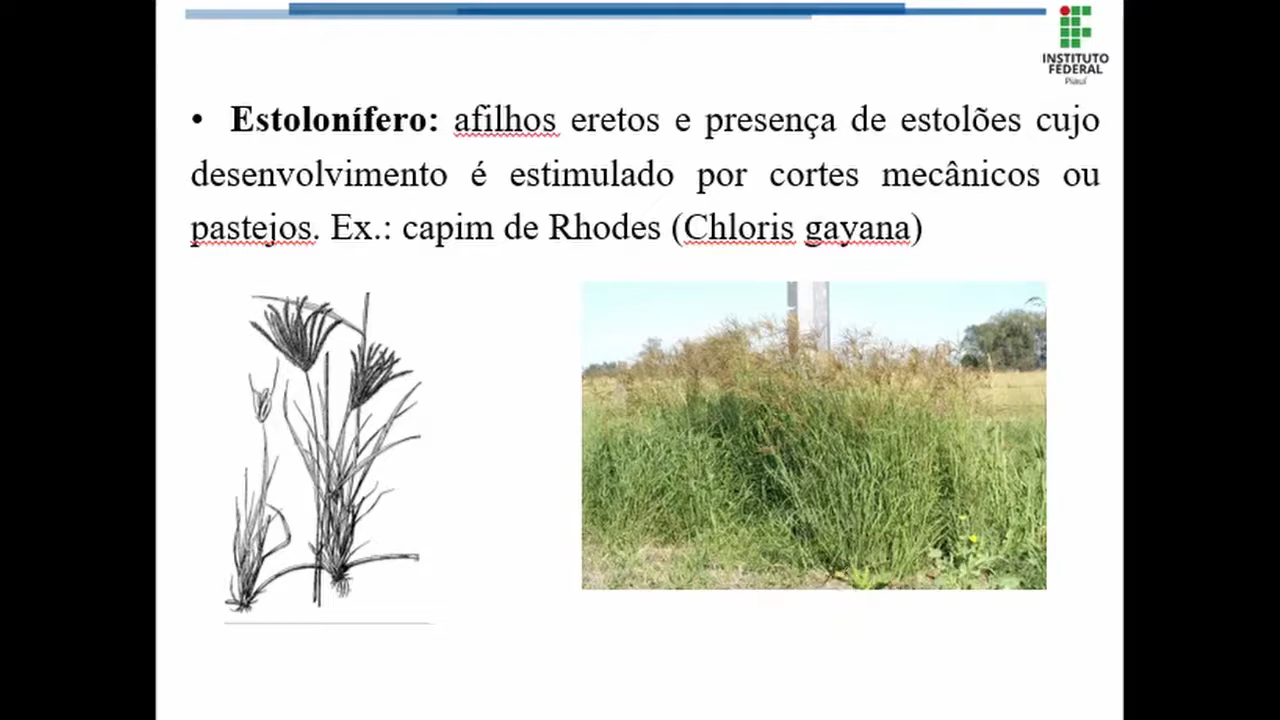 INSTITUTO
FEDERAL
Piauí
• Estolonífero: afilhos eretos e presença de estolões cujo
desenvolvimento é estimulado por cortes mecânicos ou
pastejos. Ex.: capim de Rhodes (Chloris gayana)